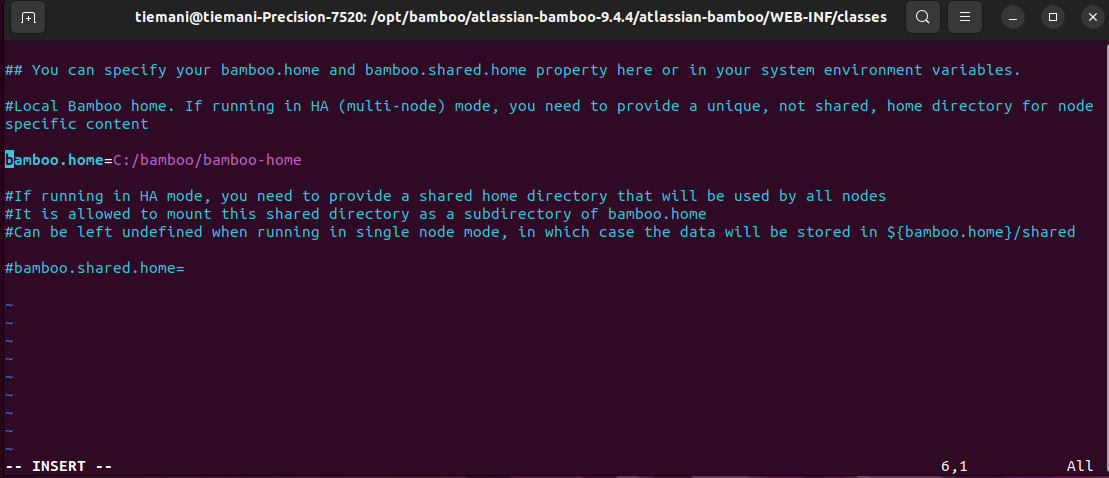 tiemani@tiemani-Precision-7520: /opt/bamboo/atlassian-bamboo-9.4.4/atlassian-bamboo/WEB-INF/classes
## You can specify your bamboo.home and bamboo.shared.home property here or in your system environment variables.
#Local Bamboo home. If running in HA (multi-node) mode, you need to provide a unique, not shared, home directory for node
specific content
bamboo.home=C:/bamboo/bamboo-home
#If running in HA mode, you need to provide a shared home directory that will be used by all nodes
#It is allowed to mount this shared directory as a subdirectory of bamboo.home
#Can be left undefined when running in single node mode, in which case the data will be stored in ${bamboo.home}/shared
#bamboo.shared.home=
~
~
~
~
~
~
~
~
~
-- INSERT -- 6,1 All